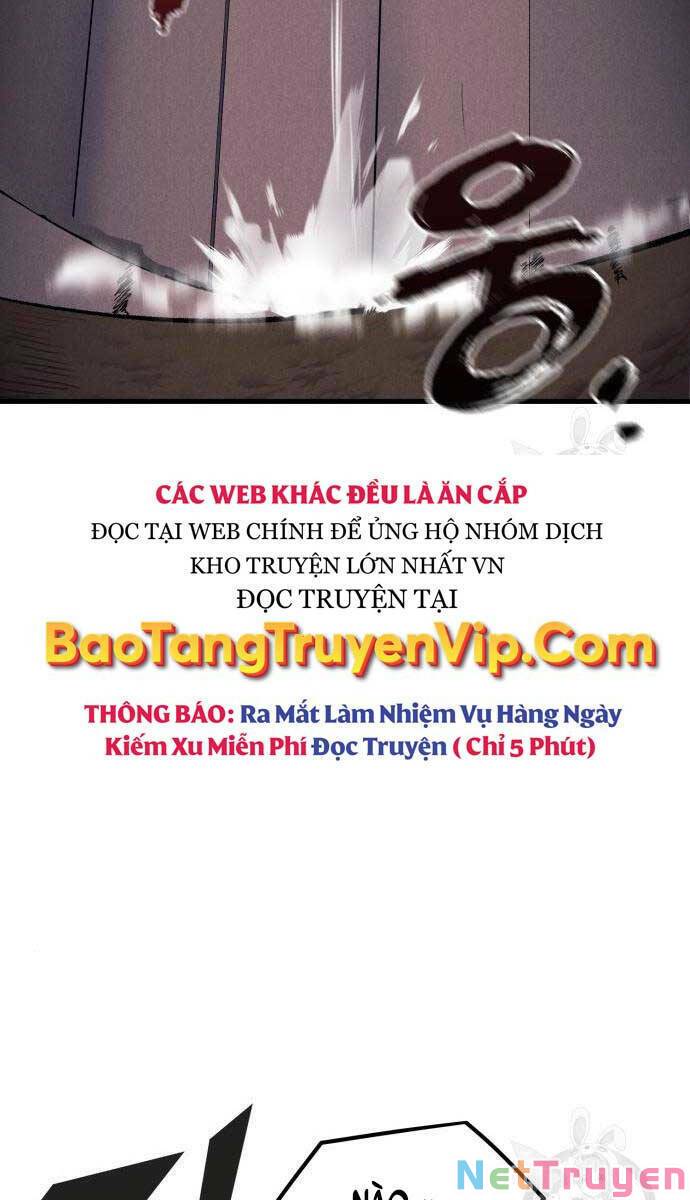 웅
CÁC WEB KHÁC ĐỀU LÀ ĂN CẮP
ĐỌC TẠI WEB CHÍNH ĐỂ ỦNG HỘ NHÓM DỊCH
KHO TRUYỆN LỚN NHẤT VN
ĐỌC TRUYỆN TẠI
BaoTangTruyenVip.Com
THÔNG BÁO: Ra Mắt Làm Nhiệm Vụ Hàng Ngày
Kiếm Xu Miễn Phí Đọc Truyện ( Chỉ 5 Phút)
NÀO
NetTruyen